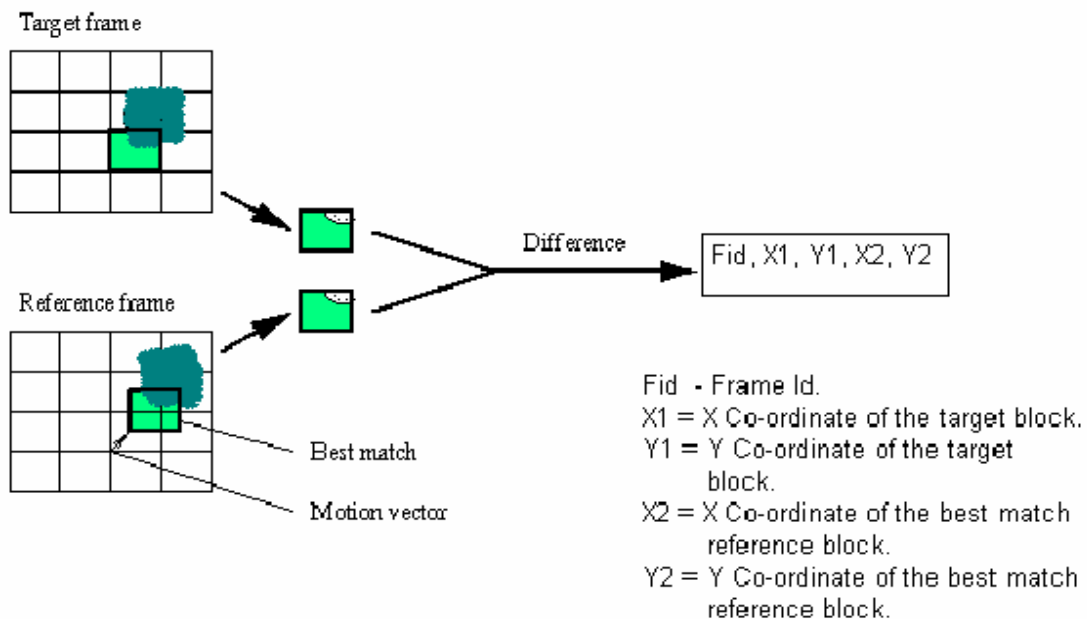 Target frame
Difference
Fid, X1, Y1, X2, Y2
Reference frame
Best match
Motion vector
Fid - Frame Id.
X1 = X Co-ordinate of the target block.
Y1 = Y Co-ordinate of the target
block.
X2 = X Co-ordinate of the best match
reference block.
Y2 = Y Co-ordinate of the best match
reference block.